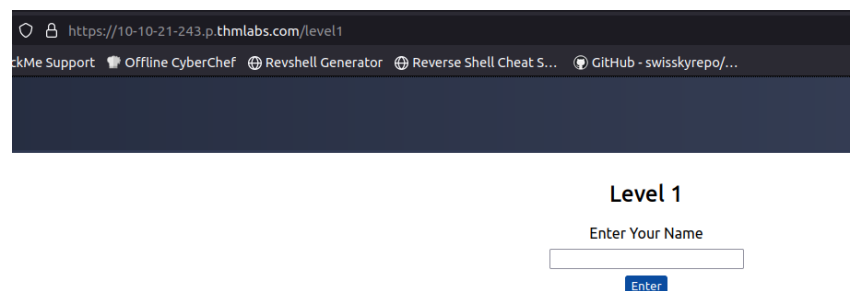 https://10-10-21-243.p.thmlabs.com/level1
ckMe Support Offline CyberChef Revshell Generator Reverse Shell Cheat S... GitHub - swisskyrepo/...
Level 1
Enter Your Name
Enter